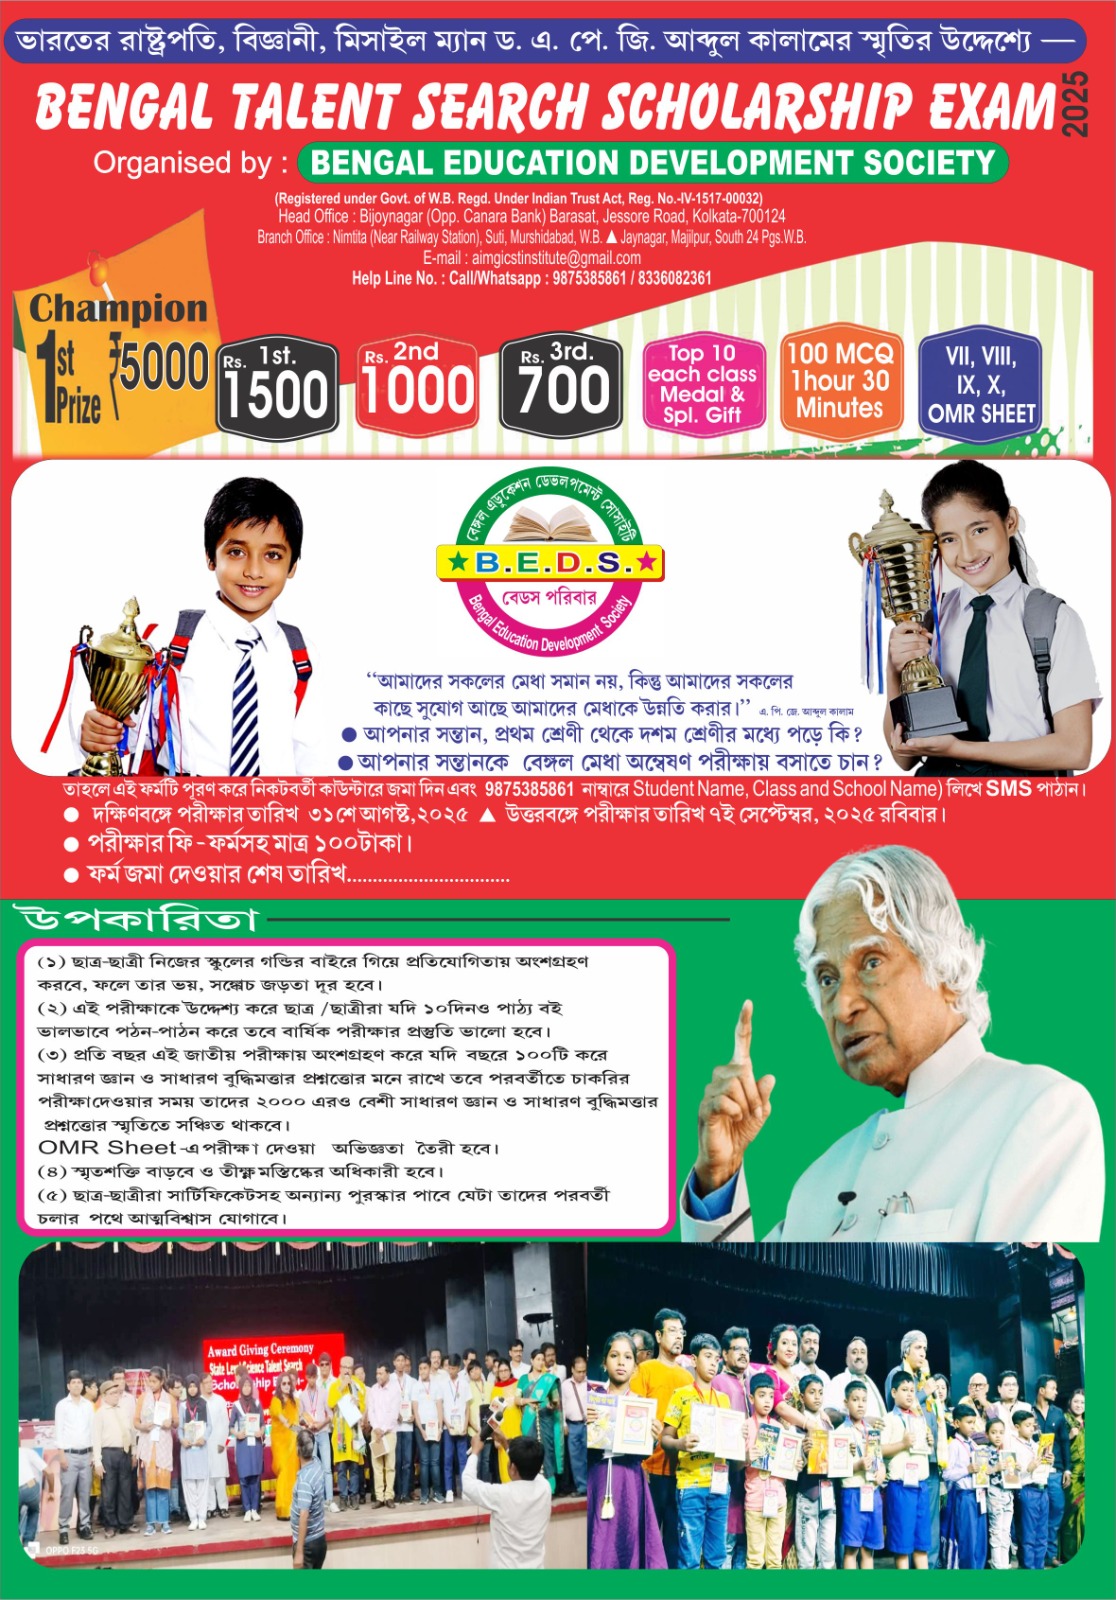 ভারতের রাষ্ট্রপতি, বিজ্ঞানী, মিসাইল ম্যান ড. এ. পে. জি. আব্দুল কালামের স্মৃতির উদ্দেশ্যে —
BENGAL TALENT SEARCH SCHOLARSHIP EXAM 2025
Organised by : BENGAL EDUCATION DEVELOPMENT SOCIETY
(Registered under Govt. of W.B. Regd. Under Indian Trust Act, Reg. No.-IV-1517-00032)
Head Office : Bijoynagar (Opp. Canara Bank) Barasat, Jessore Road, Kolkata-700124
Branch Office : Nimtita (Near Railway Station), Suti, Murshidabad, W.B. ▲ Jaynagar, Majilpur, South 24 Pgs.W.B.
E-mail : aimgicstinstitute@gmail.com
Help Line No. : Call/Whatsapp : 9875385861 / 8336082361
Champion
1st Prize ₹5000
Rs. 1st. 1500
Rs. 2nd 1000
Rs. 3rd. 700
Top 10
each class
Medal &
Spl. Gift
100 MCQ
1hour 30
Minutes
VII, VIII,
IX, X,
OMR SHEET
বেঙ্গল এডুকেশন ডেভলপমেন্ট সোসাইটি
★ B.E.D.S. ★
বেডস পরিবার
Bengal Education Development Society
“আমাদের সকলের মেধা সমান নয়, কিন্তু আমাদের সকলের
কাছে সুযোগ আছে আমাদের মেধাকে উন্নতি করার।” এ. পি. জে. আব্দুল কালাম
● আপনার সন্তান, প্রথম শ্রেণী থেকে দশম শ্রেণীর মধ্যে পড়ে কি?
● আপনার সন্তানকে বেঙ্গল মেধা অন্বেষণ পরীক্ষায় বসাতে চান?
তাহলে এই ফর্মটি পূরণ করে নিকটবর্তী কাউন্টারে জমা দিন এবং 9875385861 নাম্বারে Student Name, Class and School Name) লিখে SMS পাঠান।
● দক্ষিণবঙ্গে পরীক্ষার তারিখ ৩১শে আগষ্ট,২০২৫ ▲ উত্তরবঙ্গে পরীক্ষার তারিখ ৭ই সেপ্টেম্বর, ২০২৫ রবিবার।
● পরীক্ষার ফি - ফর্মসহ মাত্র ১০০টাকা।
● ফর্ম জমা দেওয়ার শেষ তারিখ................................
উপকারিতা
(১) ছাত্র-ছাত্রী নিজের স্কুলের গন্ডির বাইরে গিয়ে প্রতিযোগিতায় অংশগ্রহণ
করবে, ফলে তার ভয়, সঙ্কোচ জড়তা দূর হবে।
(২) এই পরীক্ষাকে উদ্দেশ্য করে ছাত্র /ছাত্রীরা যদি ১০দিনও পাঠ্য বই
ভালভাবে পঠন-পাঠন করে তবে বার্ষিক পরীক্ষার প্রস্তুতি ভালো হবে।
(৩) প্রতি বছর এই জাতীয় পরীক্ষায় অংশগ্রহণ করে যদি বছরে ১০০টি করে
সাধারণ জ্ঞান ও সাধারণ বুদ্ধিমত্তার প্রশ্নত্তোর মনে রাখে তবে পরবর্তীতে চাকরির
পরীক্ষাদেওয়ার সময় তাদের ২০০০ এরও বেশী সাধারণ জ্ঞান ও সাধারণ বুদ্ধিমত্তার
প্রশ্নত্তোর স্মৃতিতে সঞ্চিত থাকবে।
OMR Sheet-এ পরীক্ষা দেওয়া অভিজ্ঞতা তৈরী হবে।
(৪) স্মৃতশক্তি বাড়বে ও তীক্ষ্ণ মস্তিষ্কের অধিকারী হবে।
(৫) ছাত্র-ছাত্রীরা সার্টিফিকেটসহ অন্যান্য পুরস্কার পাবে যেটা তাদের পরবর্তী
চলার পথে আত্মবিশ্বাস যোগাবে।
Award Giving Ceremony
State Level Science Talent Search
Scholarship
OPPO F23 5G